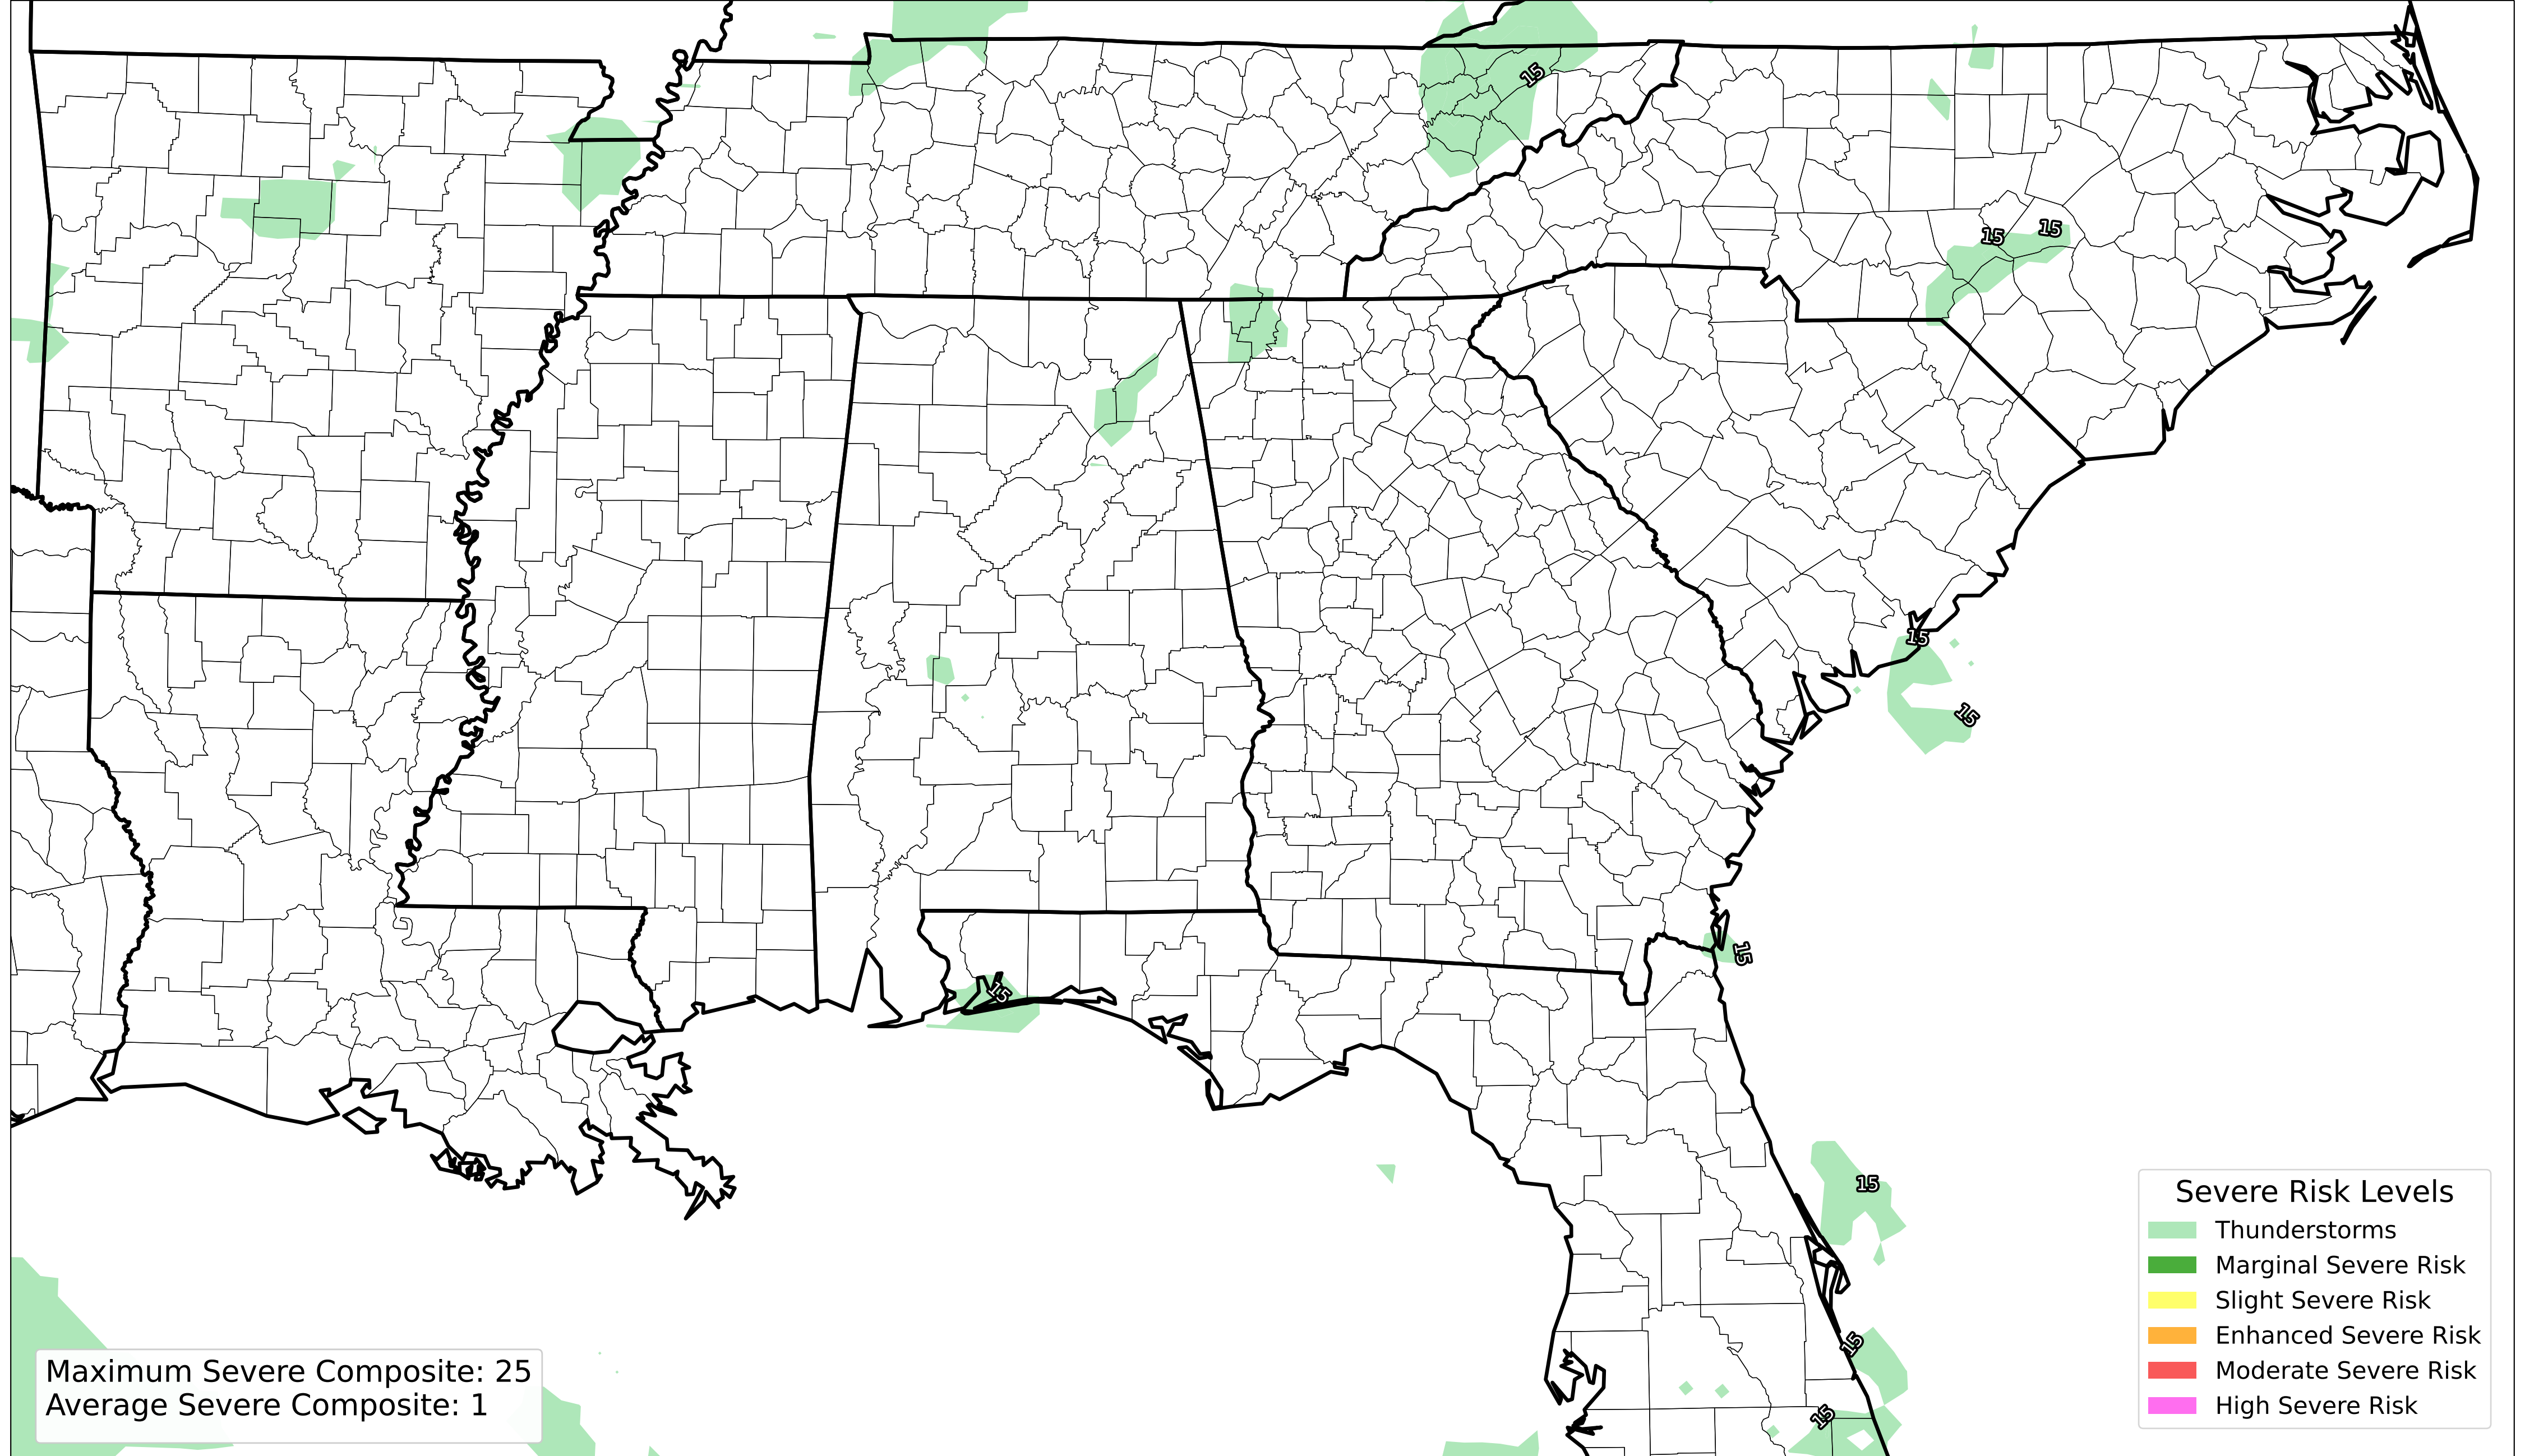 15
15
15
15
15
15
15
15
15
15
Severe Risk Levels
Thunderstorms
Marginal Severe Risk
Slight Severe Risk
Enhanced Severe Risk
Moderate Severe Risk
High Severe Risk
Maximum Severe Composite: 25
Average Severe Composite: 1